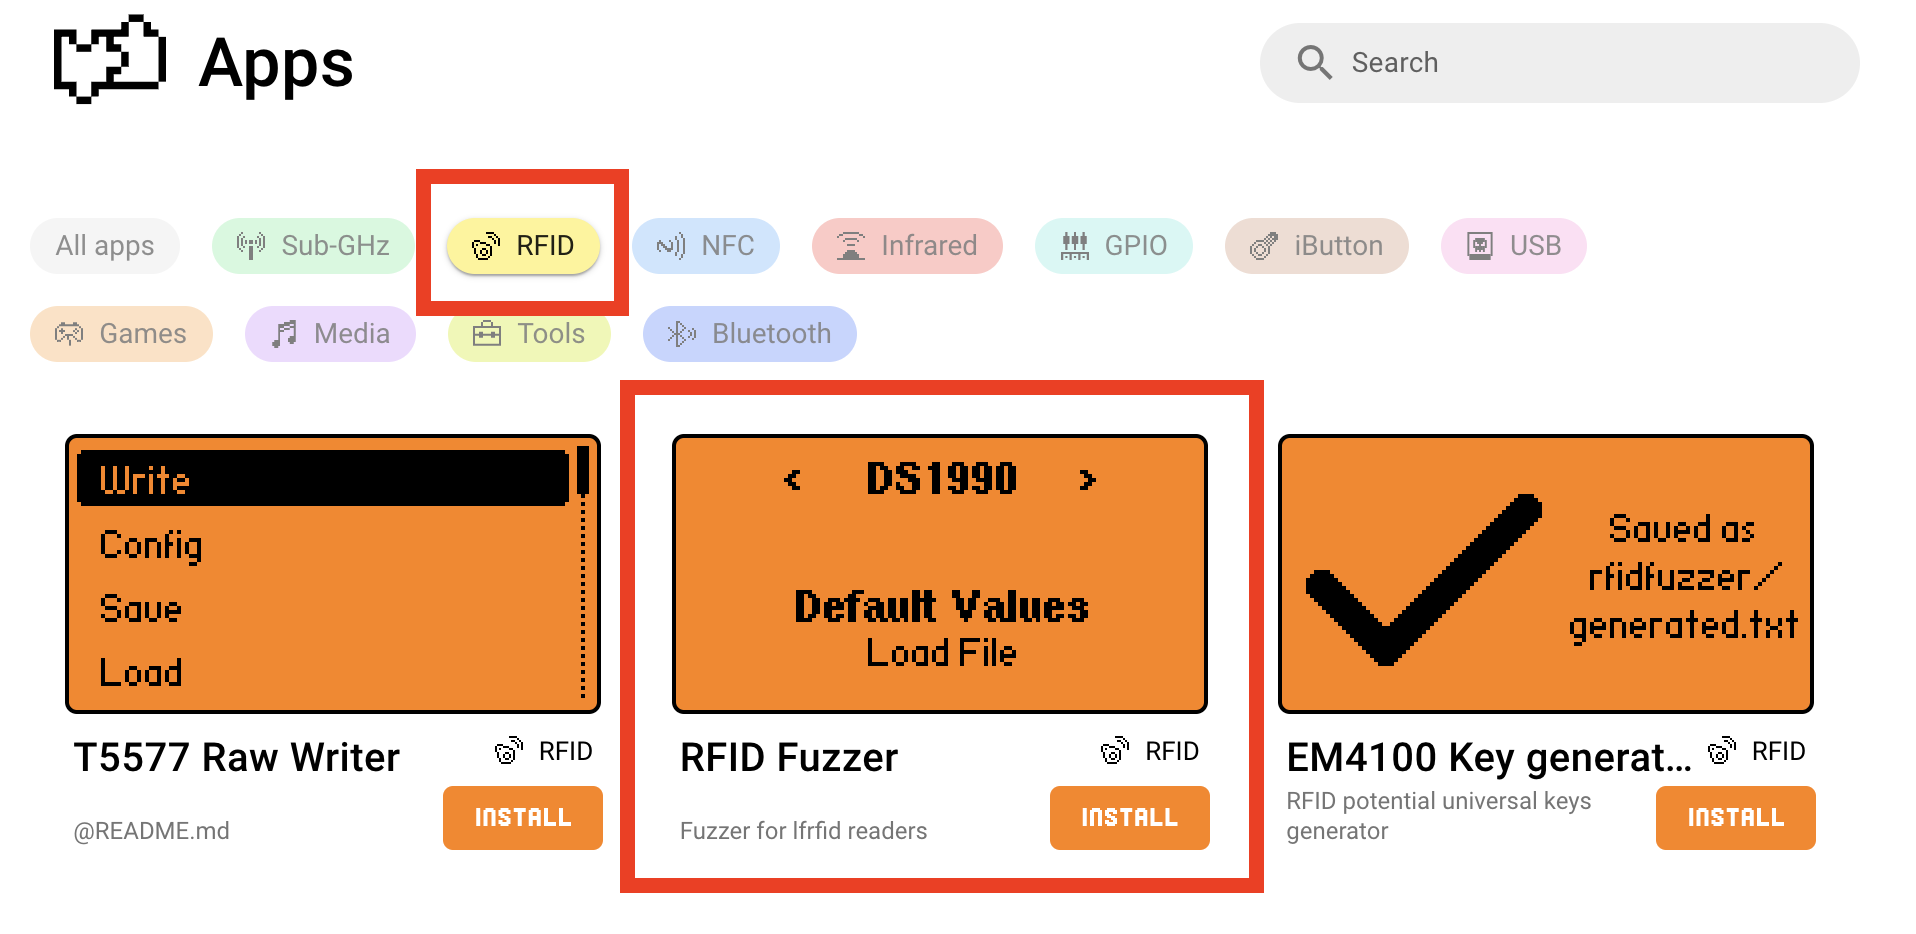 Apps
Search
All apps
Sub-GHz
RFID
NFC
Infrared
GPIO
iButton
USB
Games
Media
Tools
Bluetooth
Write
Config
Save
Load
T5577 Raw Writer
RFID
@README.md
INSTALL
< DS1990 >
Default Values
Load File
RFID Fuzzer
RFID
Fuzzer for lfrfid readers
INSTALL
Saved as
rfidfuzzer/
generated.txt
EM4100 Key generat...
RFID
RFID potential universal keys
generator
INSTALL